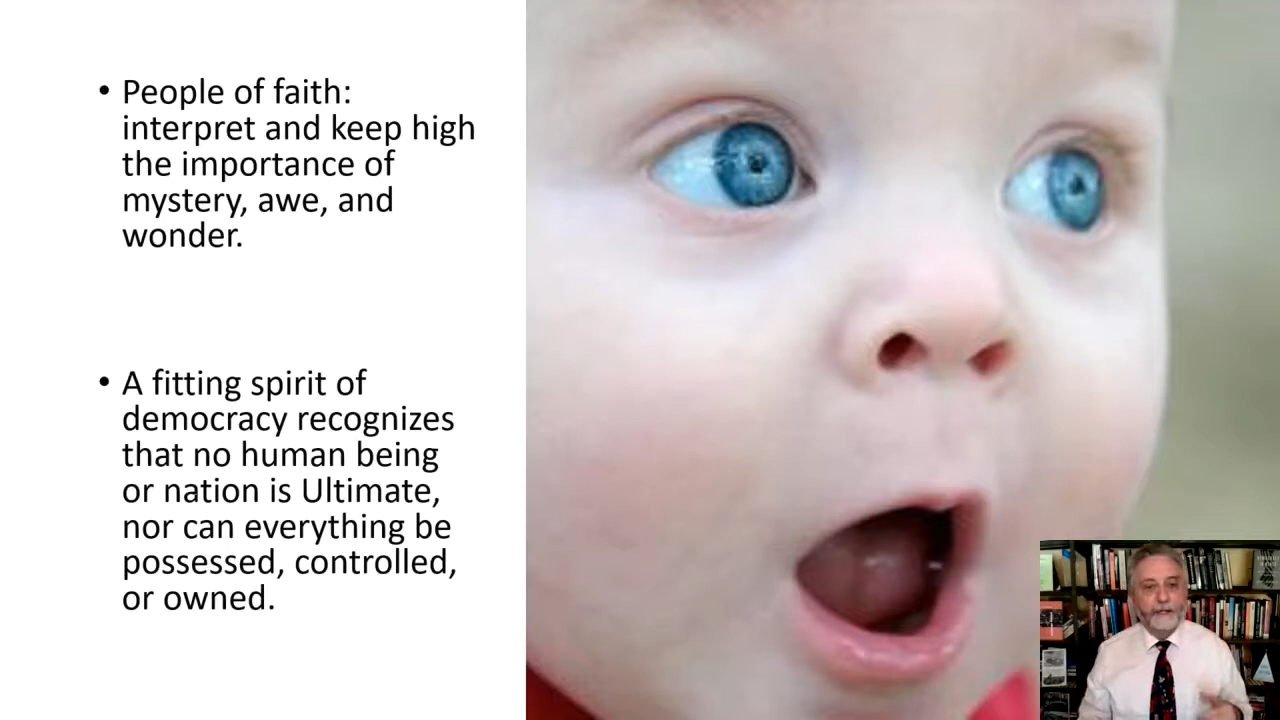 • People of faith:
interpret and keep high
the importance of
mystery, awe, and
wonder.
• A fitting spirit of
democracy recognizes
that no human being
or nation is Ultimate,
nor can everything be
possessed, controlled,
or owned.